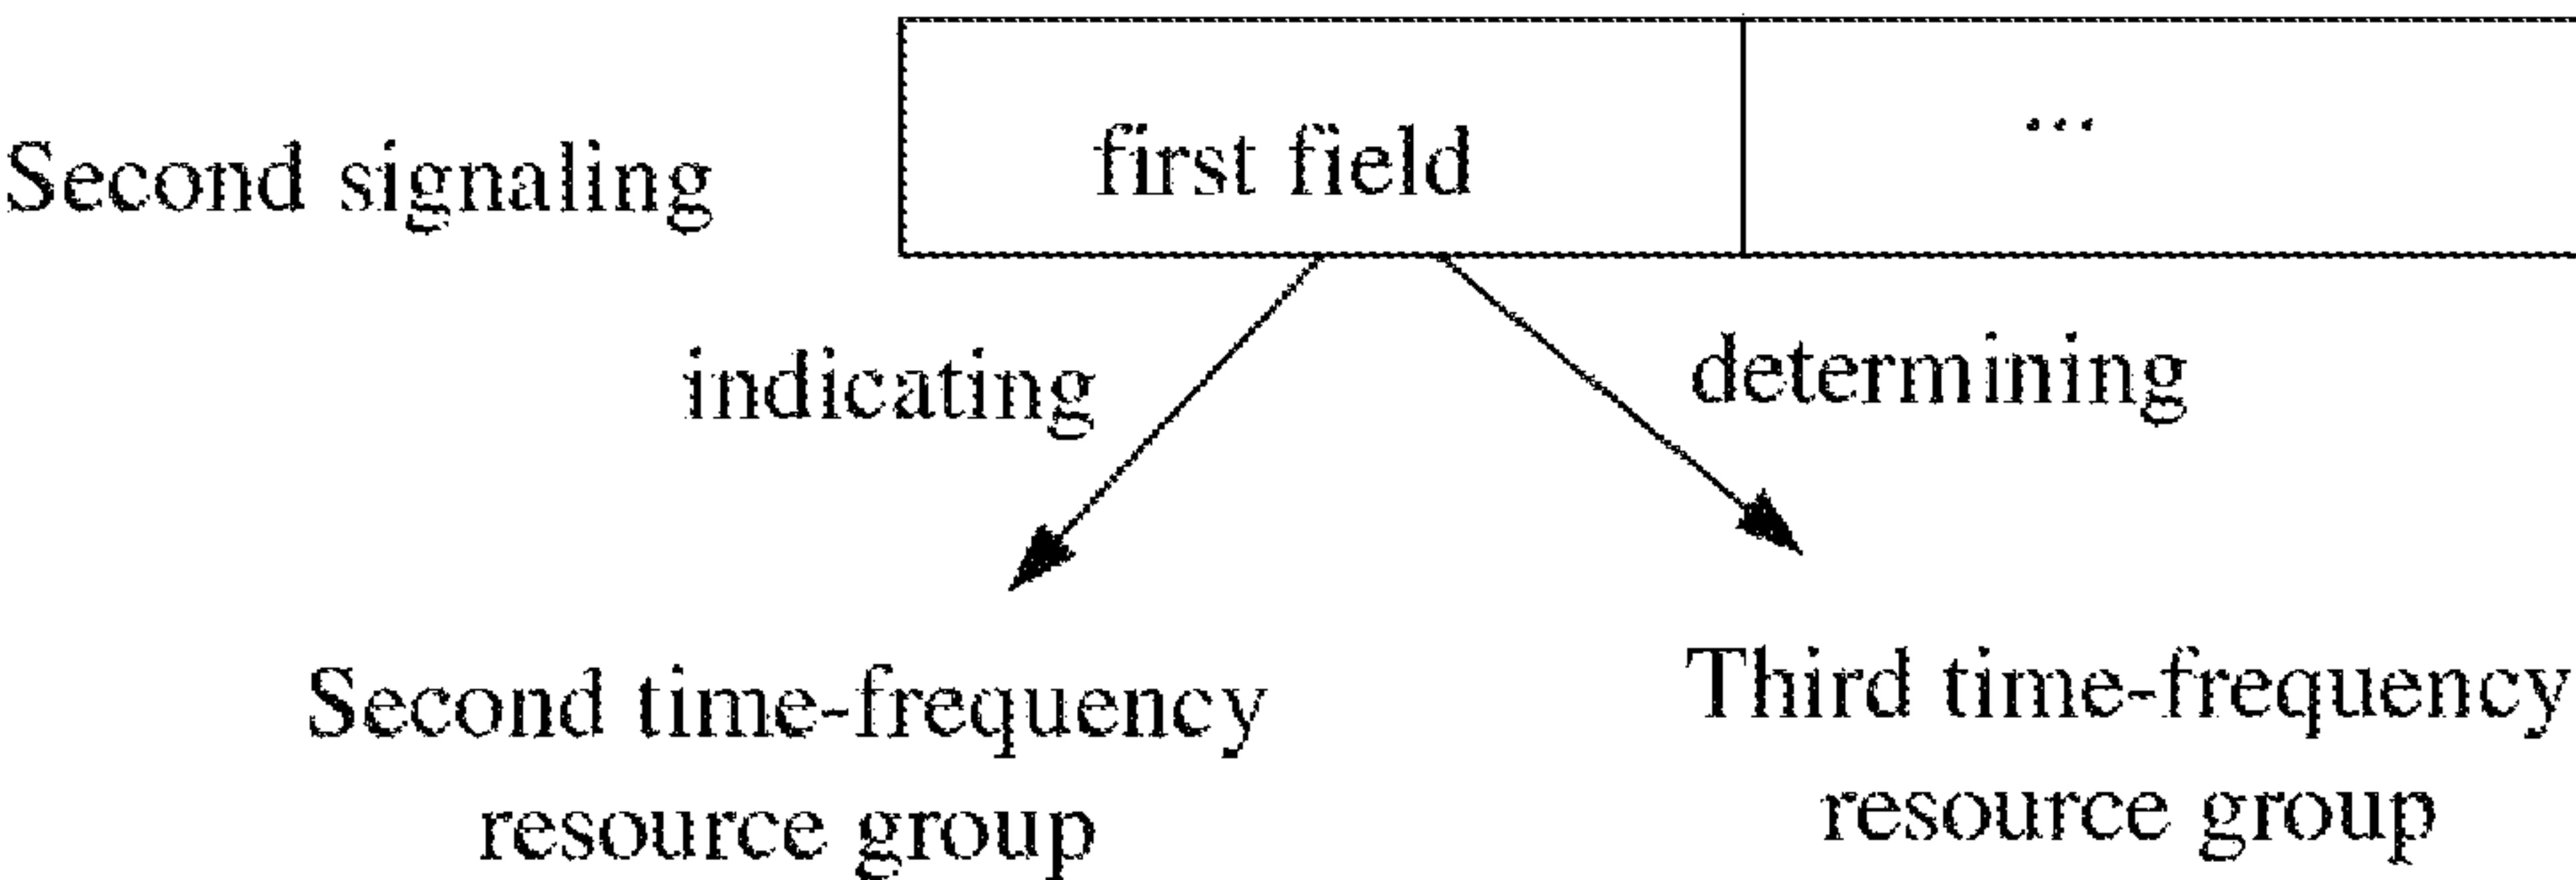 Second signaling
first field
...
indicating
determining
Second time-frequency
resource group
Third time-frequency
resource group